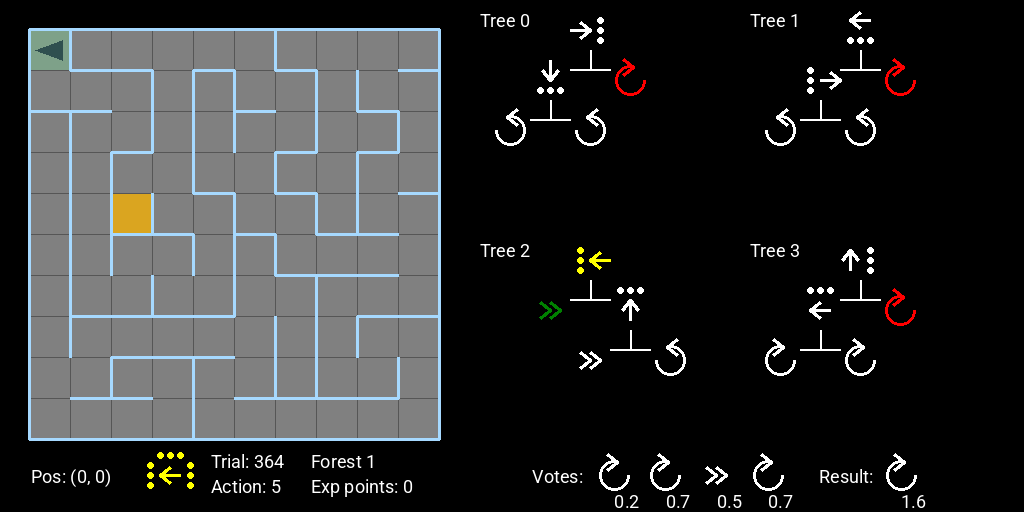 Tree 0
Tree 1
Tree 2
Tree 3
Pos: (0, 0)
Trial: 364
Forest 1
Action: 5
Exp points: 0
Votes:
0.2
0.7
0.5
0.7
Result:
1.6